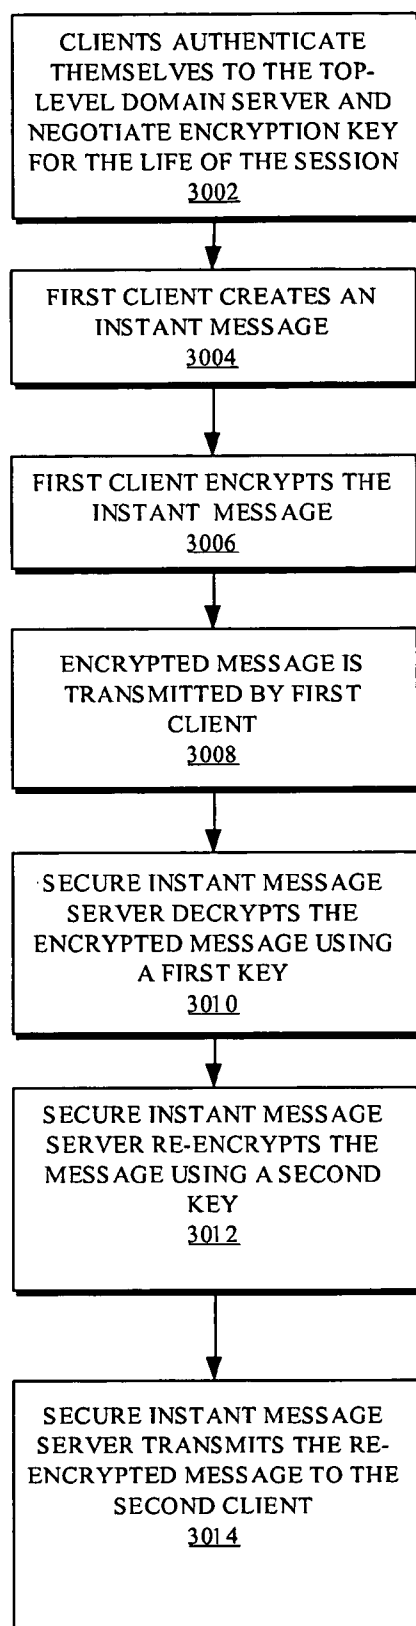 CLIENTS AUTHENTICATE
THEMSELVES TO THE TOP-
LEVEL DOMAIN SERVER AND
NEGOTIATE ENCRYPTION KEY
FOR THE LIFE OF THE SESSION
3002
FIRST CLIENT CREATES AN
INSTANT MESSAGE
3004
FIRST CLIENT ENCRYPTS THE
INSTANT MESSAGE
3006
ENCRYPTED MESSAGE IS
TRANSMITTED BY FIRST
CLIENT
3008
SECURE INSTANT MESSAGE
SERVER DECRYPTS THE
ENCRYPTED MESSAGE USING
A FIRST KEY
3010
SECURE INSTANT MESSAGE
SERVER RE-ENCRYPTS THE
MESSAGE USING A SECOND
KEY
3012
SECURE INSTANT MESSAGE
SERVER TRANSMITS THE RE-
ENCRYPTED MESSAGE TO THE
SECOND CLIENT
3014